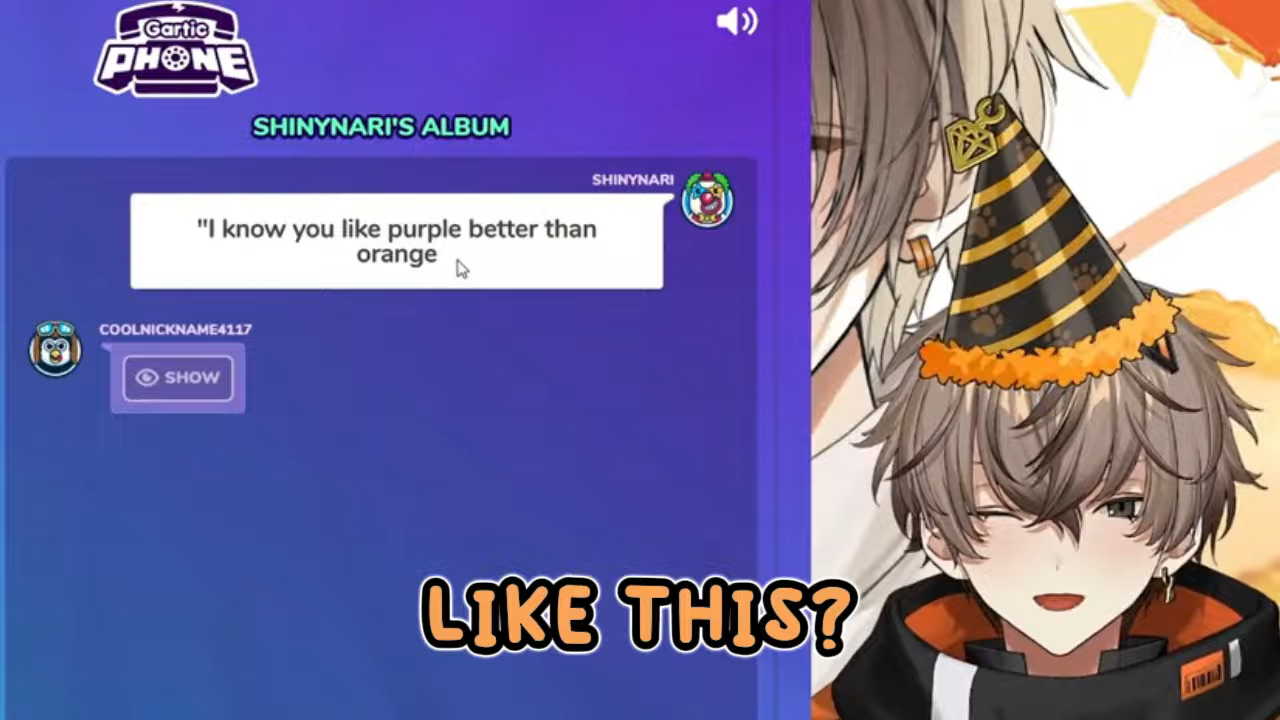 Gartic
PHONE
SHINYNARI'S ALBUM
SHINYNARI
"I know you like purple better than
orange
COOLNICKNAME4117
SHOW
LIKE THIS?